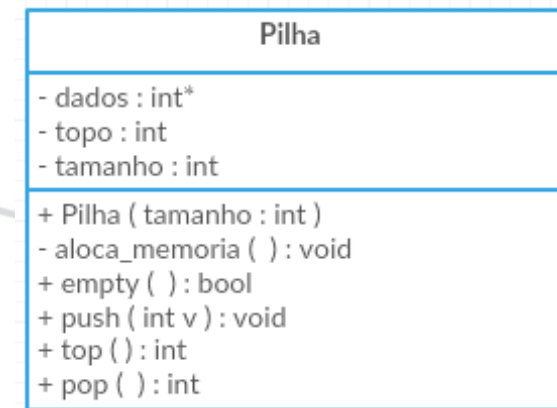 Pilha
- dados : int*
- topo : int
- tamanho : int
+ Pilha ( tamanho : int )
- aloca_memoria ( ) : void
+ empty ( ) : bool
+ push ( int v ) : void
+ top ( ) : int
+ pop ( ) : int